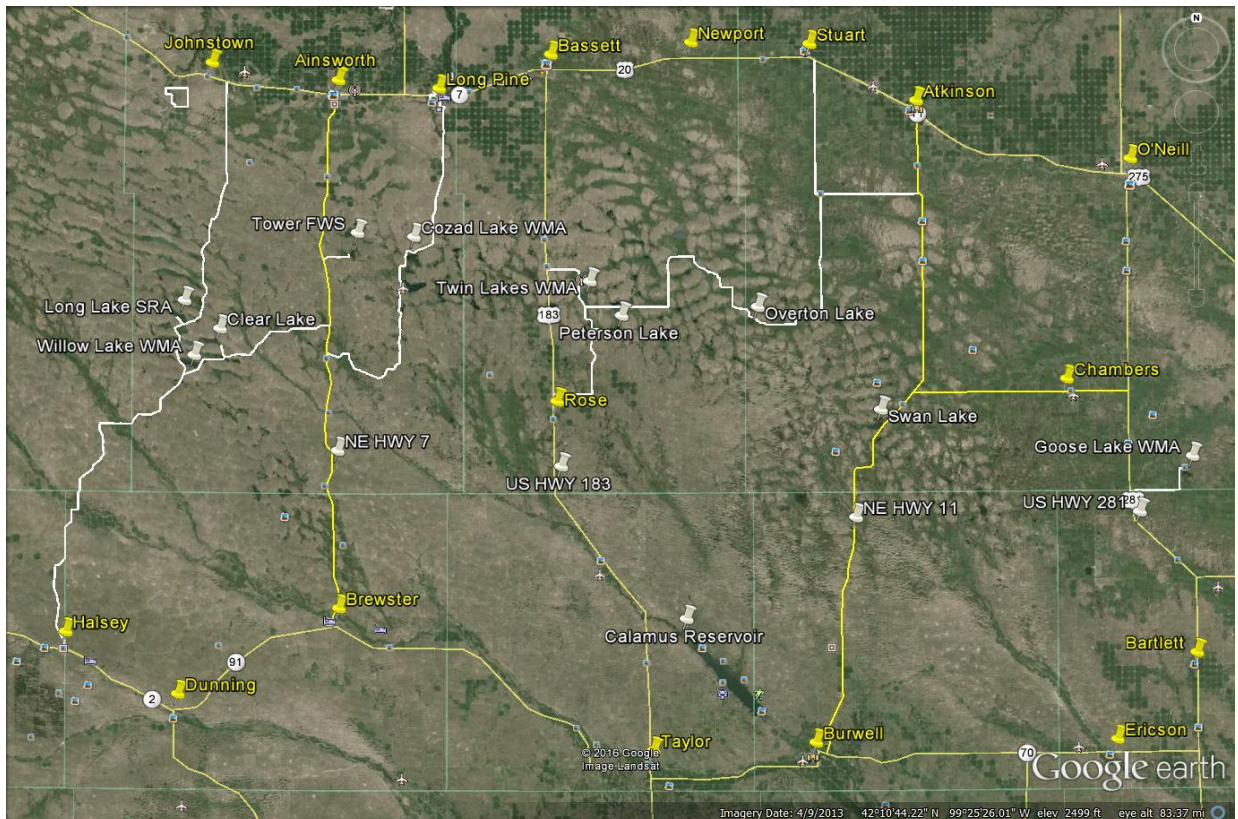 N
Johnstown
Ainsworth
Long Pine
7
Bassett
20
Newport
Stuart
Atkinson
11
O'Neill
275
Tower FWS
Cozad Lake WMA
Long Lake SRA
Clear Lake
Willow Lake WMA
Twin Lakes WMA
183
Peterson Lake
Overton Lake
Rose
Chambers
Swan Lake
NE HWY 7
US HWY 183
Goose Lake WMA
NE HWY 11
US HWY 281
281
Halsey
Brewster
91
2
Dunning
Calamus Reservoir
Bartlett
Taylor
Burwell
Ericson
70
© 2016 Google
Image Landsat
Google earth
Imagery Date: 4/9/2013 42°10'44.22" N 99°25'26.01" W elev 2499 ft eye alt 83.37 mi